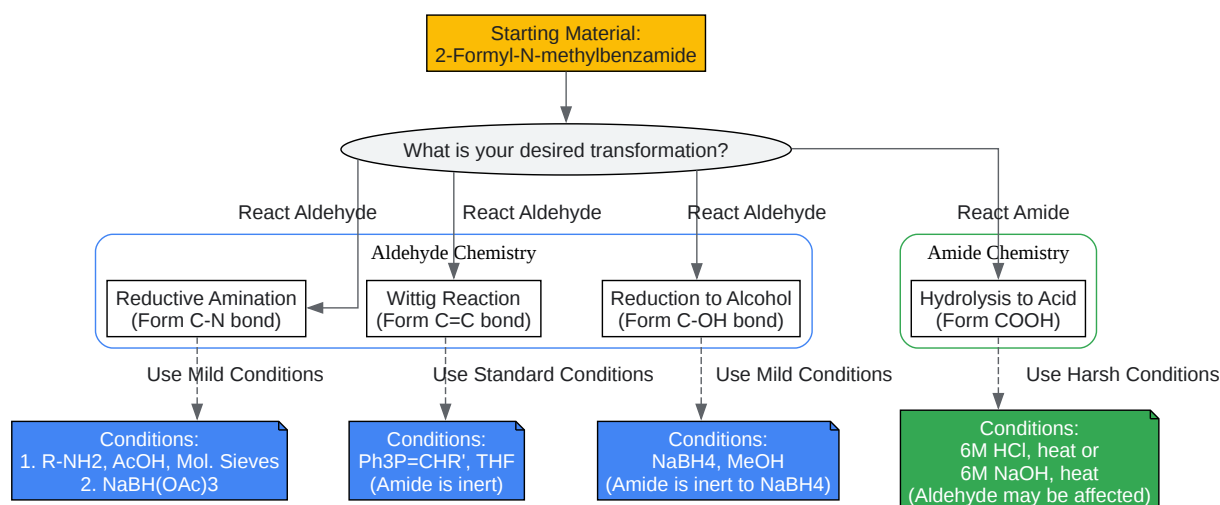 Starting Material:
2-Formyl-N-methylbenzamide
What is your desired transformation?
React Aldehyde
React Aldehyde
React Aldehyde
React Amide
Aldehyde Chemistry
Amide Chemistry
Reductive Amination
(Form C-N bond)
Wittig Reaction
(Form C=C bond)
Reduction to Alcohol
(Form C-OH bond)
Hydrolysis to Acid
(Form COOH)
Use Mild Conditions
Use Standard Conditions
Use Mild Conditions
Use Harsh Conditions
Conditions:
1. R-NH2, AcOH, Mol. Sieves
2. NaBH(OAc)3
Conditions:
Ph3P=CHR', THF
(Amide is inert)
Conditions:
NaBH4, MeOH
(Amide is inert to NaBH4)
Conditions:
6M HCl, heat or
6M NaOH, heat
(Aldehyde may be affected)